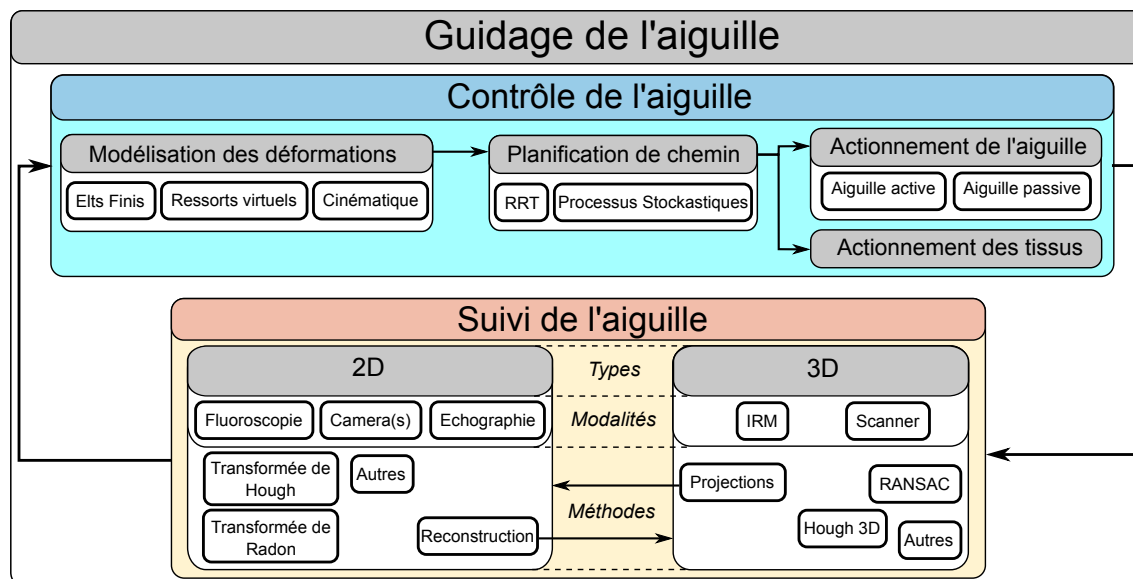 Guidage de l'aiguille
Contrôle de l'aiguille
Modélisation des déformations
Elts Finis
Ressorts virtuels
Cinématique
Planification de chemin
RRT
Processus Stockastiques
Actionnement de l'aiguille
Aiguille active
Aiguille passive
Actionnement des tissus
Suivi de l'aiguille
2D
Types
3D
Fluoroscopie
Camera(s)
Echographie
Modalités
IRM
Scanner
Transformée de
Hough
Autres
Transformée de
Radon
Reconstruction
Méthodes
Projections
RANSAC
Hough 3D
Autres